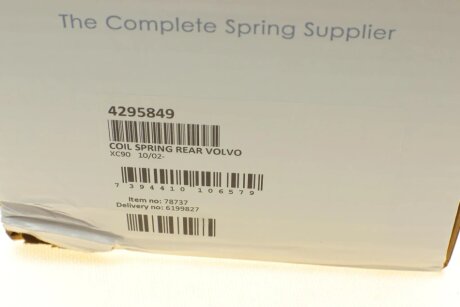 The Complete Spring Supplier
4295849
COIL SPRING REAR VOLVO
XC90 10/02-
7 394410 106579
Item no: 78737
Delivery no: 6199827